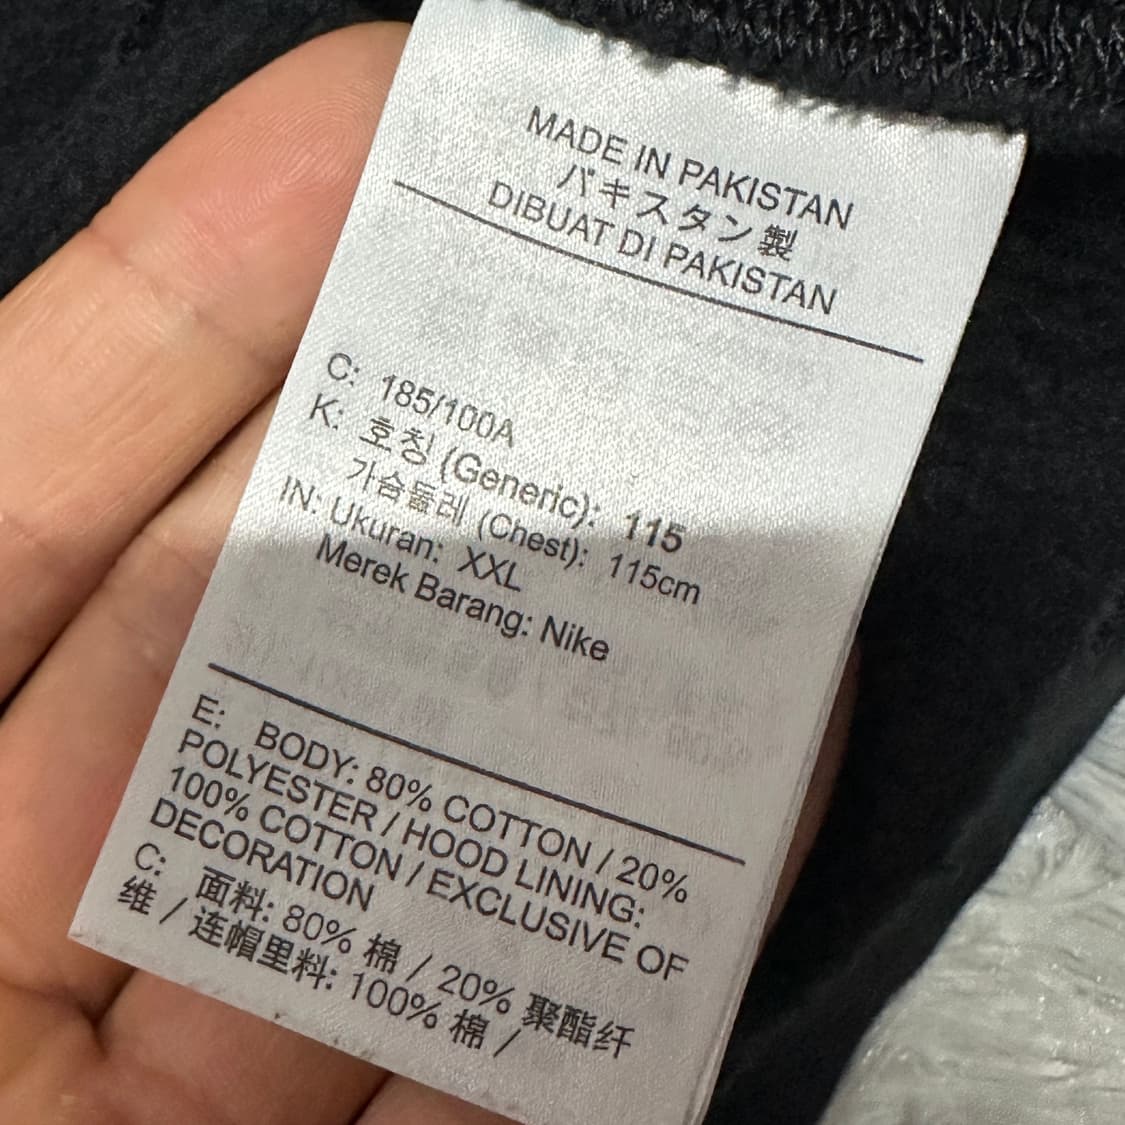 MADE IN PAKISTAN
パキスタン製
DIBUAT DI PAKISTAN
C: 185/100A
K: 호칭 (Generic): 115
가슴둘레 (Chest): 115cm
IN: Ukuran: XXL
Merek Barang: Nike
E: BODY: 80% COTTON / 20%
POLYESTER / HOOD LINING:
100% COTTON / EXCLUSIVE OF
DECORATION
C: 面料: 80% 棉 / 20% 聚酯纤
维 / 连帽里料: 100% 棉 /